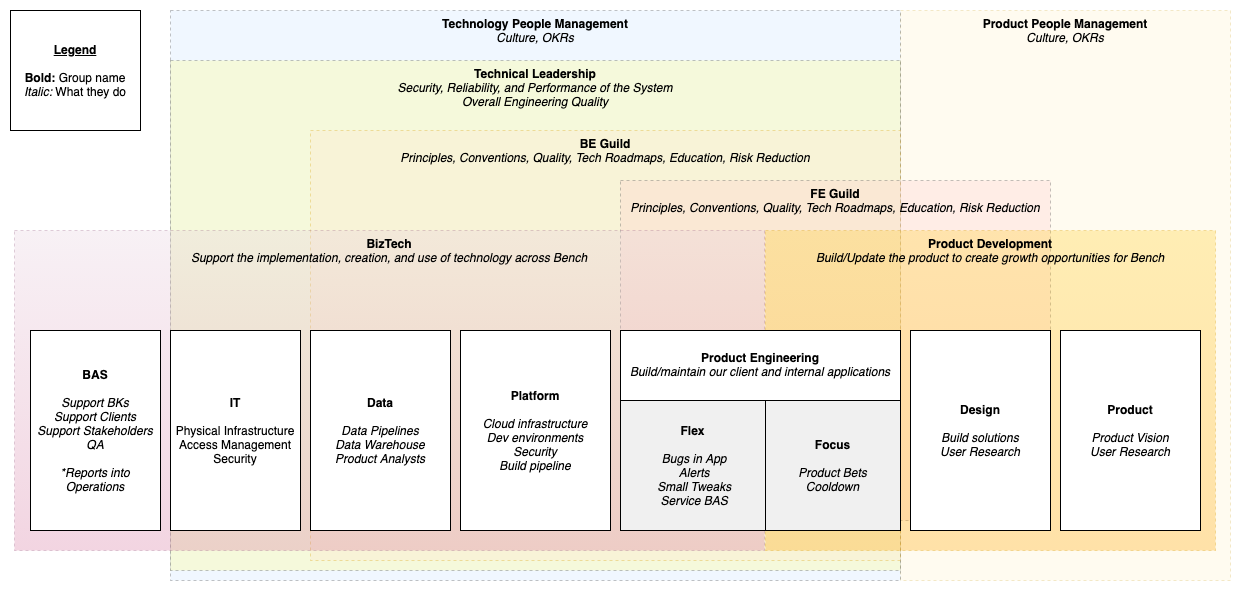 Legend
Bold: Group name
Italic: What they do
Technology People Management
Culture, OKRs
Product People Management
Culture, OKRs
Technical Leadership
Security, Reliability, and Performance of the System
Overall Engineering Quality
BE Guild
Principles, Conventions, Quality, Tech Roadmaps, Education, Risk Reduction
FE Guild
Principles, Conventions, Quality, Tech Roadmaps, Education, Risk Reduction
BizTech
Support the implementation, creation, and use of technology across Bench
Product Development
Build/Update the product to create growth opportunities for Bench
BAS
Support BKs
Support Clients
Support Stakeholders
QA
*Reports into
Operations
IT
Physical Infrastructure
Access Management
Security
Data
Data Pipelines
Data Warehouse
Product Analysts
Platform
Cloud infrastructure
Dev environments
Security
Build pipeline
Product Engineering
Build/maintain our client and internal applications
Flex
Bugs in App
Alerts
Small Tweaks
Service BAS
Focus
Product Bets
Cooldown
Design
Build solutions
User Research
Product
Product Vision
User Research